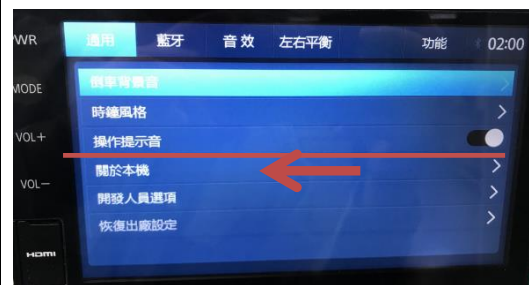 WR
通用 藍牙 音效 左右平衡 功能 02:00
MODE
倒車背景音
時鐘風格
VOL+
操作提示音
關於本機
VOL-
開發人員選項
恢復出廠設定
HDMI